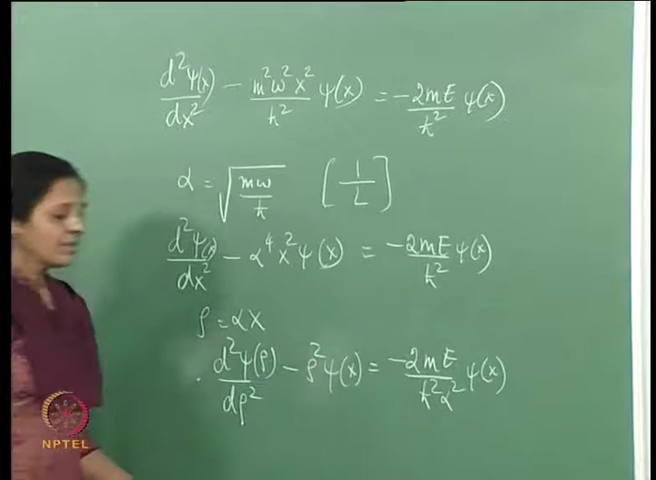 d²ψ(x)/dx² − m²ω²x²/ħ² ψ(x) = −2mE/ħ² ψ(x)
α = √(mω/ħ) [1/L]
d²ψ(x)/dx² − α⁴x²ψ(x) = −2mE/ħ² ψ(x)
ρ = αx
d²ψ(ρ)/dρ² − ρ²ψ(x) = −2mE/ħ²α² ψ(x)
NPTEL